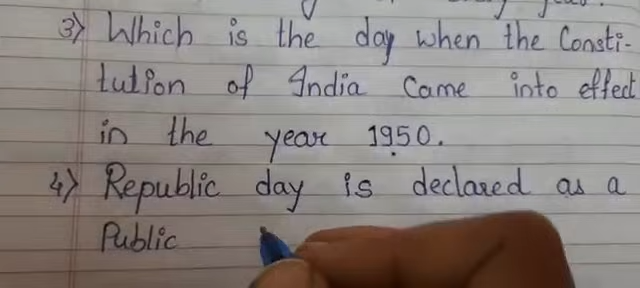 3) Which is the day when the Consti-
tution of India Came into effect
in the year 1950.
4) Republic day is declared as a
Public